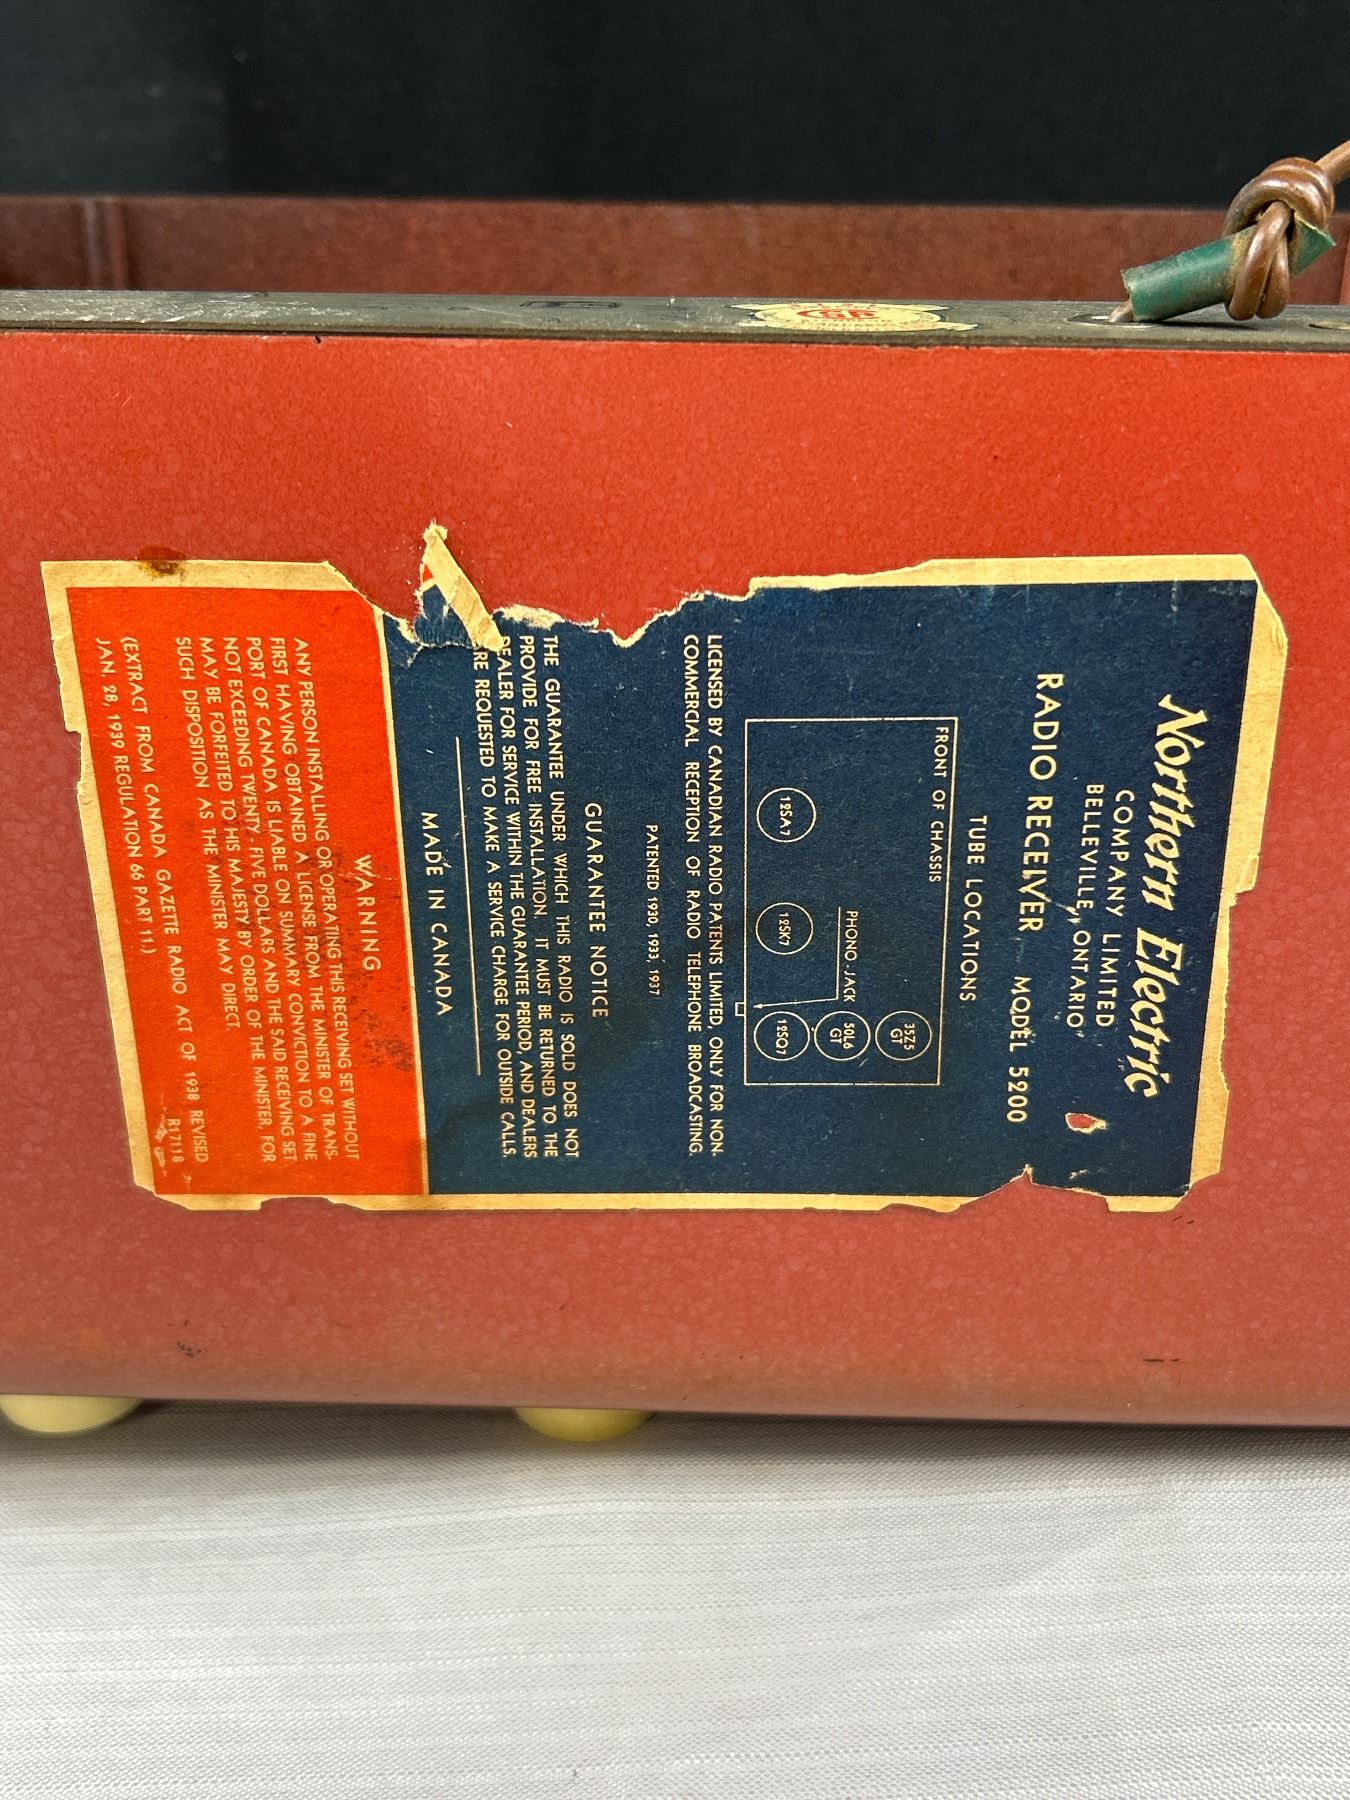 Northern Electric
COMPANY LIMITED
BELLEVILLE, ONTARIO
RADIO RECEIVER MODEL 5200
TUBE LOCATIONS
FRONT OF CHASSIS
35Z5
GT
PHONO-JACK
50L6
GT
12SA7
12SK7
12SQ7
LICENSED BY CANADIAN RADIO PATENTS LIMITED, ONLY FOR NON-
COMMERCIAL RECEPTION OF RADIO TELEPHONE BROADCASTING.
PATENTED 1930, 1933, 1937
GUARANTEE NOTICE
THE GUARANTEE UNDER WHICH THIS RADIO IS SOLD DOES NOT
PROVIDE FOR FREE INSTALLATION. IT MUST BE RETURNED TO THE
DEALER FOR SERVICE WITHIN THE GUARANTEE PERIOD, AND DEALERS
RE REQUESTED TO MAKE A SERVICE CHARGE FOR OUTSIDE CALLS.
MADE IN CANADA
WARNING
ANY PERSON INSTALLING OR OPERATING THIS RECEIVING SET WITHOUT
FIRST HAVING OBTAINED A LICENSE FROM THE MINISTER OF TRANS-
PORT OF CANADA IS LIABLE ON SUMMARY CONVICTION TO A FINE
NOT EXCEEDING TWENTY FIVE DOLLARS AND THE SAID RECEIVING SET
MAY BE FORFEITED TO HIS MAJESTY BY ORDER OF THE MINISTER, FOR
SUCH DISPOSITION AS THE MINISTER MAY DIRECT.
(EXTRACT FROM CANADA GAZETTE RADIO ACT OF 1938 REVISED
JAN. 28, 1939 REGULATION 66 PART 11.)
R17118